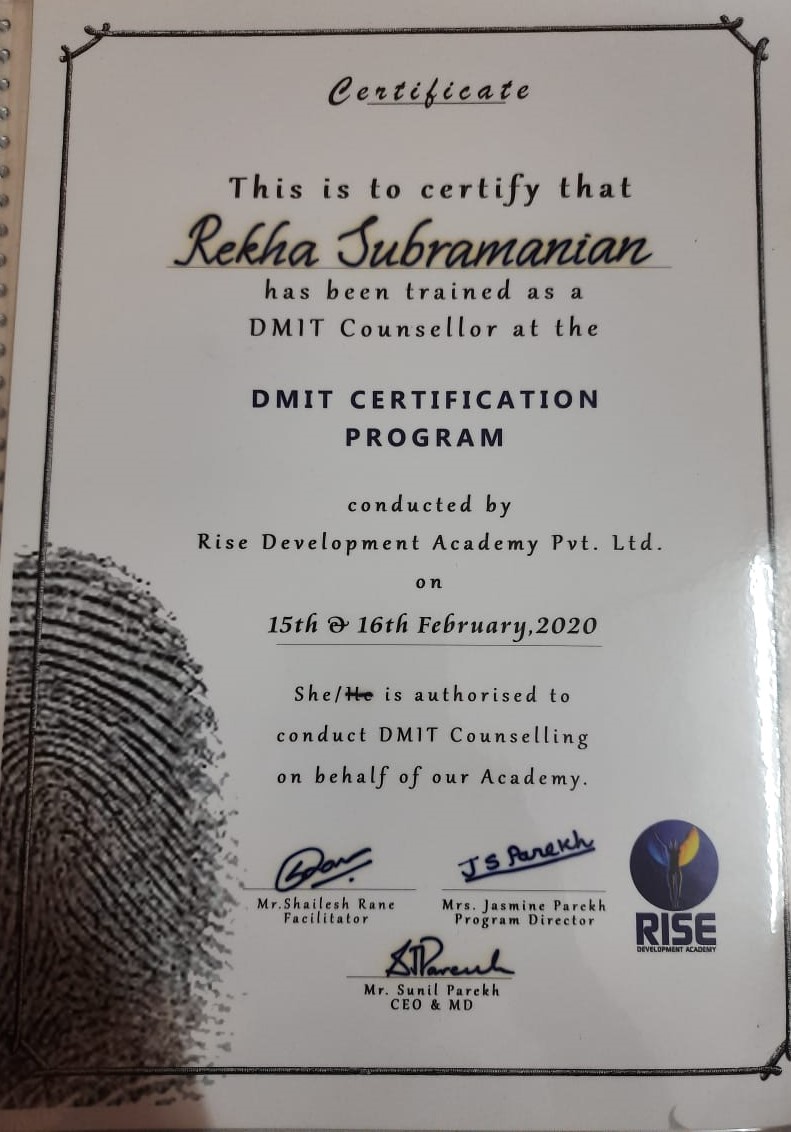 Certificate
This is to certify that
Rekha Subramanian
has been trained as a
DMIT Counsellor at the
DMIT CERTIFICATION
PROGRAM
conducted by
Rise Development Academy Pvt. Ltd.
on
15th & 16th February,2020
She/He is authorised to
conduct DMIT Counselling
on behalf of our Academy.
J S Parekh
Mr.Shailesh Rane
Facilitator
Mrs. Jasmine Parekh
Program Director
RISE
DEVELOPMENT ACADEMY
Mr. Sunil Parekh
CEO & MD